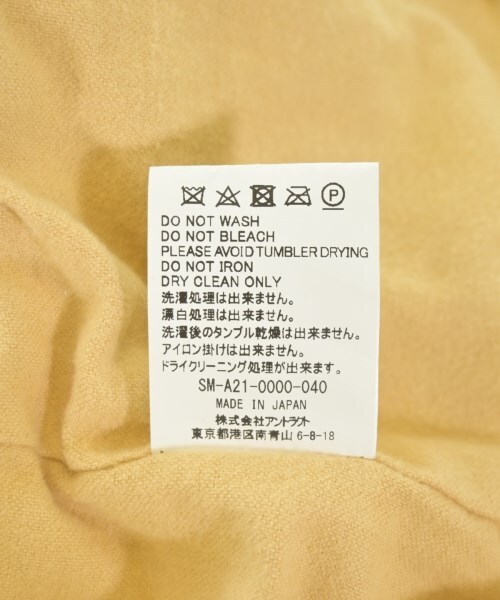 DO NOT WASH
DO NOT BLEACH
PLEASE AVOID TUMBLER DRYING
DO NOT IRON
DRY CLEAN ONLY
洗濯処理は出来ません。
漂白処理は出来ません。
洗濯後のタンブル乾燥は出来ません。
アイロン掛けは出来ません。
ドライクリーニング処理が出来ます。
SM-A21-0000-040
MADE IN JAPAN
株式会社アントラクト
東京都港区南青山6-8-18